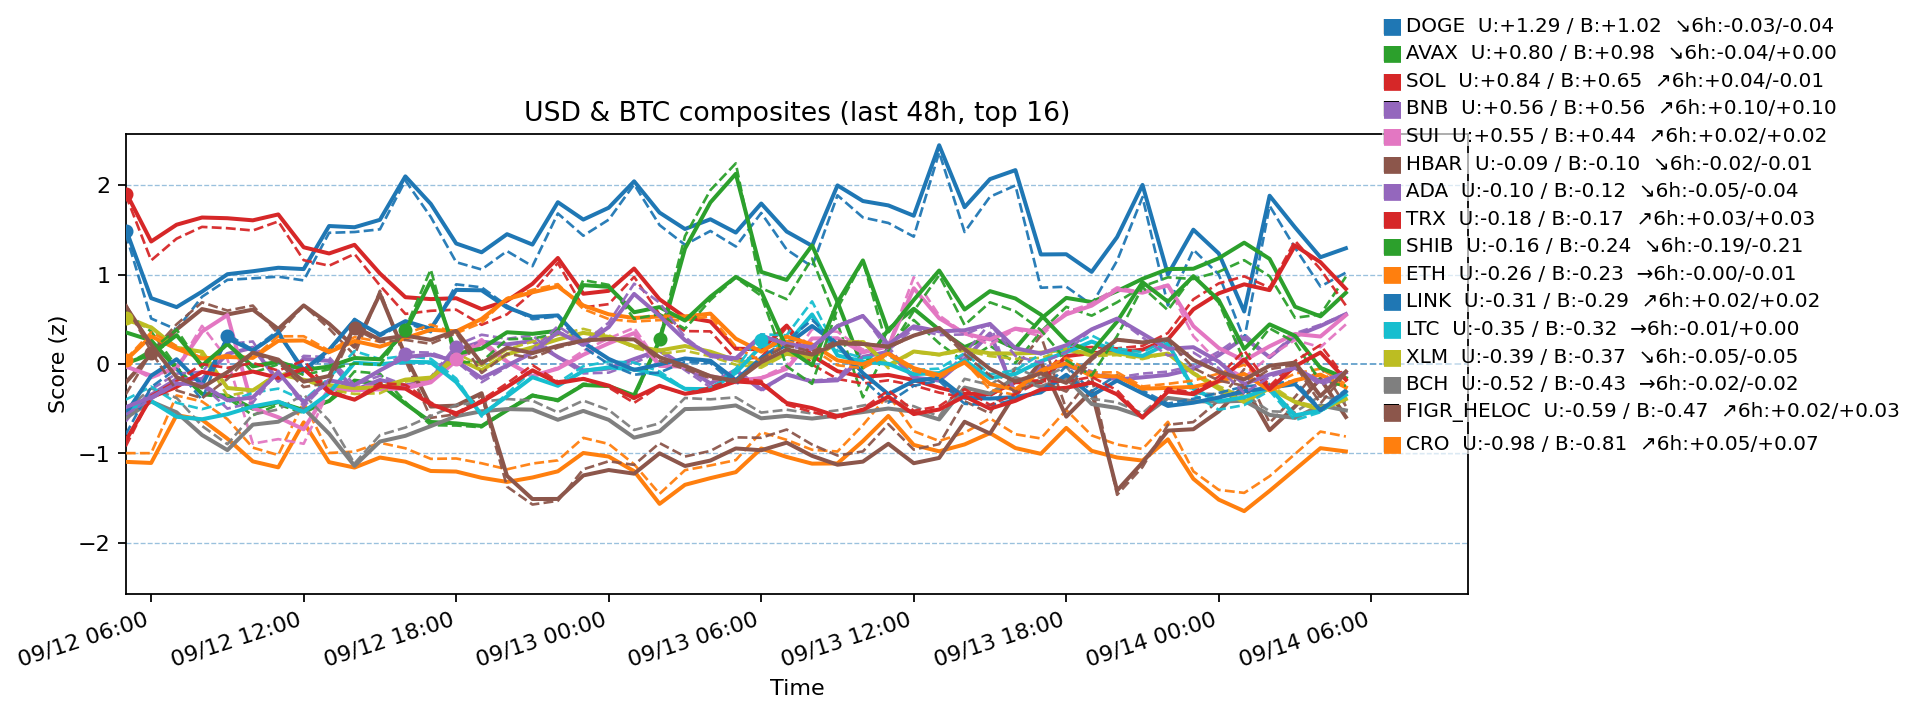 DOGE  U:+1.29 / B:+1.02  ↘6h:-0.03/-0.04
AVAX  U:+0.80 / B:+0.98  ↘6h:-0.04/+0.00
SOL  U:+0.84 / B:+0.65  ↗6h:+0.04/-0.01
BNB  U:+0.56 / B:+0.56  ↗6h:+0.10/+0.10
SUI  U:+0.55 / B:+0.44  ↗6h:+0.02/+0.02
HBAR  U:-0.09 / B:-0.10  ↘6h:-0.02/-0.01
ADA  U:-0.10 / B:-0.12  ↘6h:-0.05/-0.04
TRX  U:-0.18 / B:-0.17  ↗6h:+0.03/+0.03
SHIB  U:-0.16 / B:-0.24  ↘6h:-0.19/-0.21
ETH  U:-0.26 / B:-0.23  →6h:-0.00/-0.01
LINK  U:-0.31 / B:-0.29  ↗6h:+0.02/+0.02
LTC  U:-0.35 / B:-0.32  →6h:-0.01/+0.00
XLM  U:-0.39 / B:-0.37  ↘6h:-0.05/-0.05
BCH  U:-0.52 / B:-0.43  →6h:-0.02/-0.02
FIGR_HELOC  U:-0.59 / B:-0.47  ↗6h:+0.02/+0.03
CRO  U:-0.98 / B:-0.81  ↗6h:+0.05/+0.07
USD & BTC composites (last 48h, top 16)
Score (z)
2
1
0
−1
−2
09/12 06:00
09/12 12:00
09/12 18:00
09/13 00:00
09/13 06:00
09/13 12:00
09/13 18:00
09/14 00:00
09/14 06:00
Time